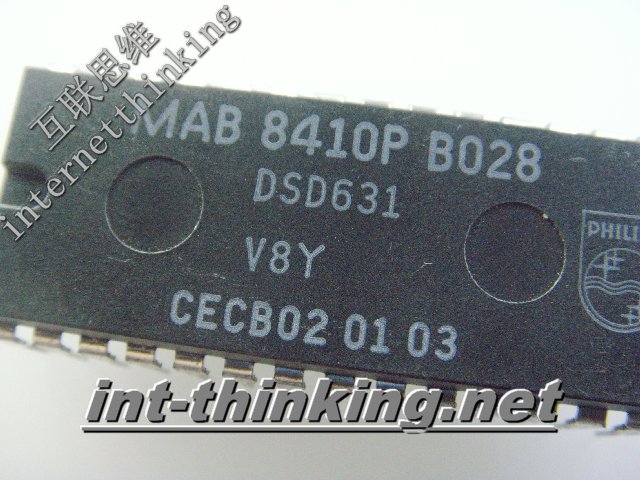 互联思维
internetthinking
MAB 8410P B028
DSD631
V8Y
CECB02 01 03
PHILI
int-thinking.net